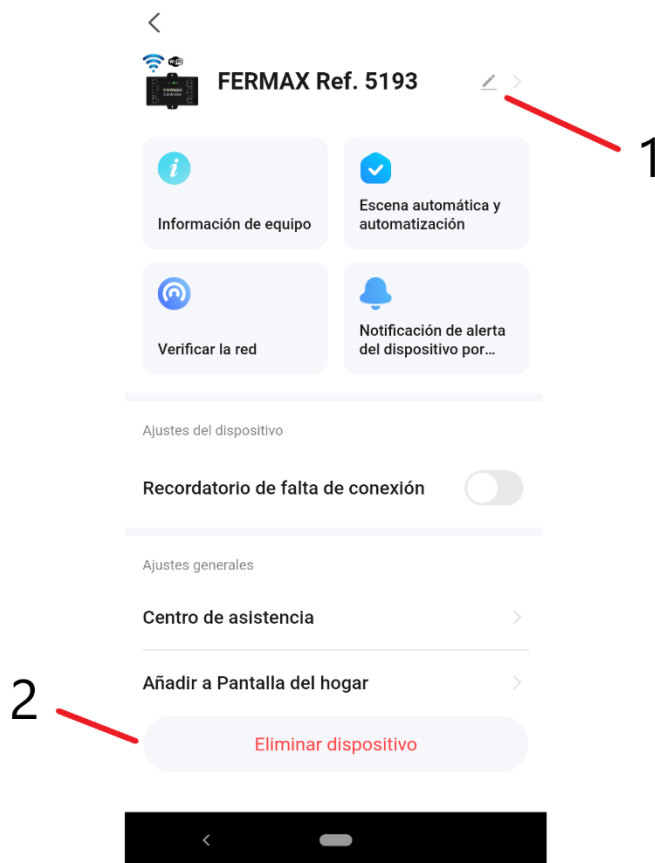 FERMAX Ref. 5193
1
Información de equipo
Escena automática y
automatización
Verificar la red
Notificación de alerta
del dispositivo por...
Ajustes del dispositivo
Recordatorio de falta de conexión
Ajustes generales
Centro de asistencia
Añadir a Pantalla del hogar
2
Eliminar dispositivo